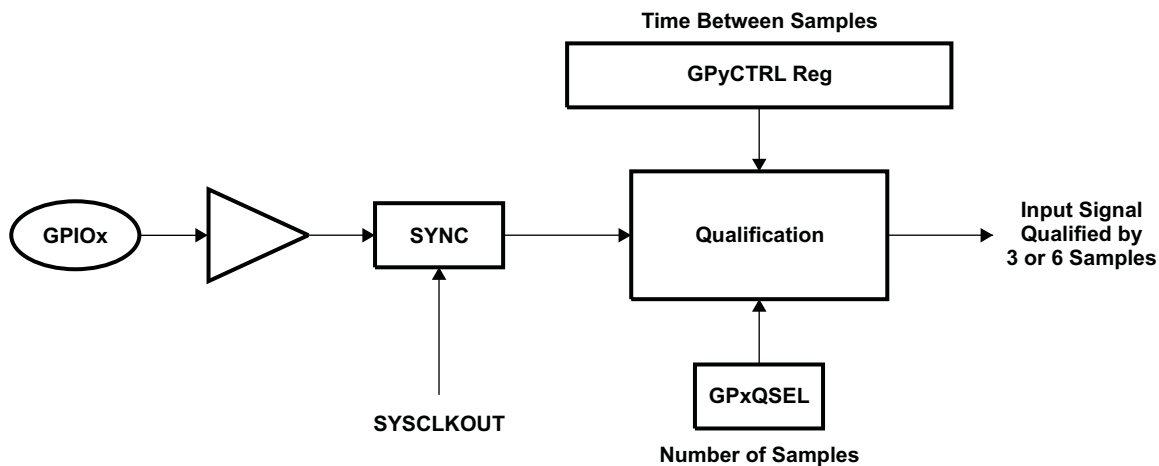 Time Between Samples
GPyCTRL Reg
GPIOx
SYNC
Qualification
Input Signal
Qualified by
3 or 6 Samples
GPxQSEL
SYSCLKOUT
Number of Samples